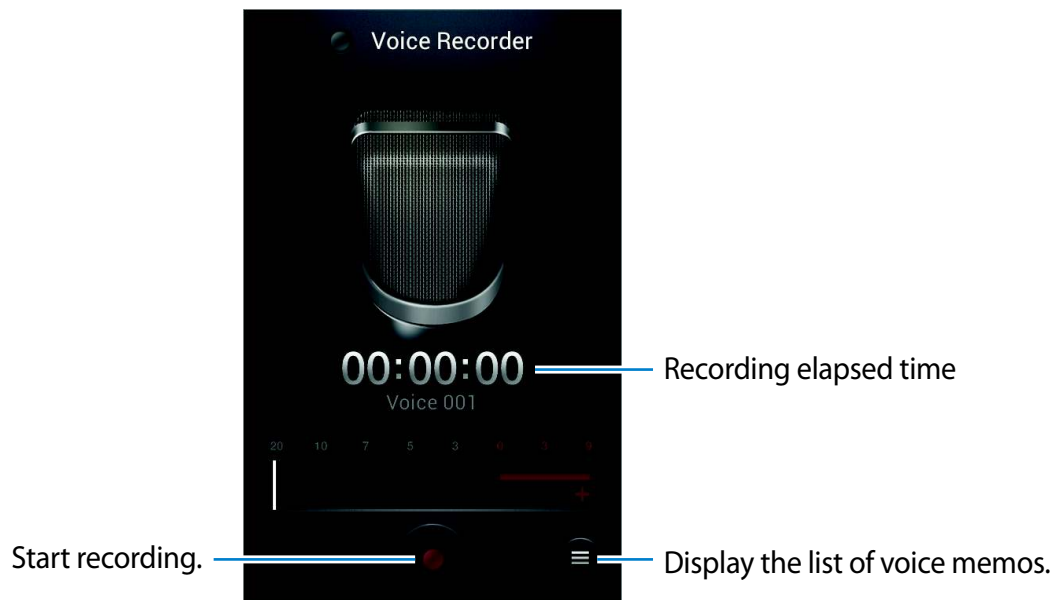 Voice Recorder
00:00:00
Recording elapsed time
Voice 001
20 10 7 5 3 0 3 9
+
Start recording.
Display the list of voice memos.